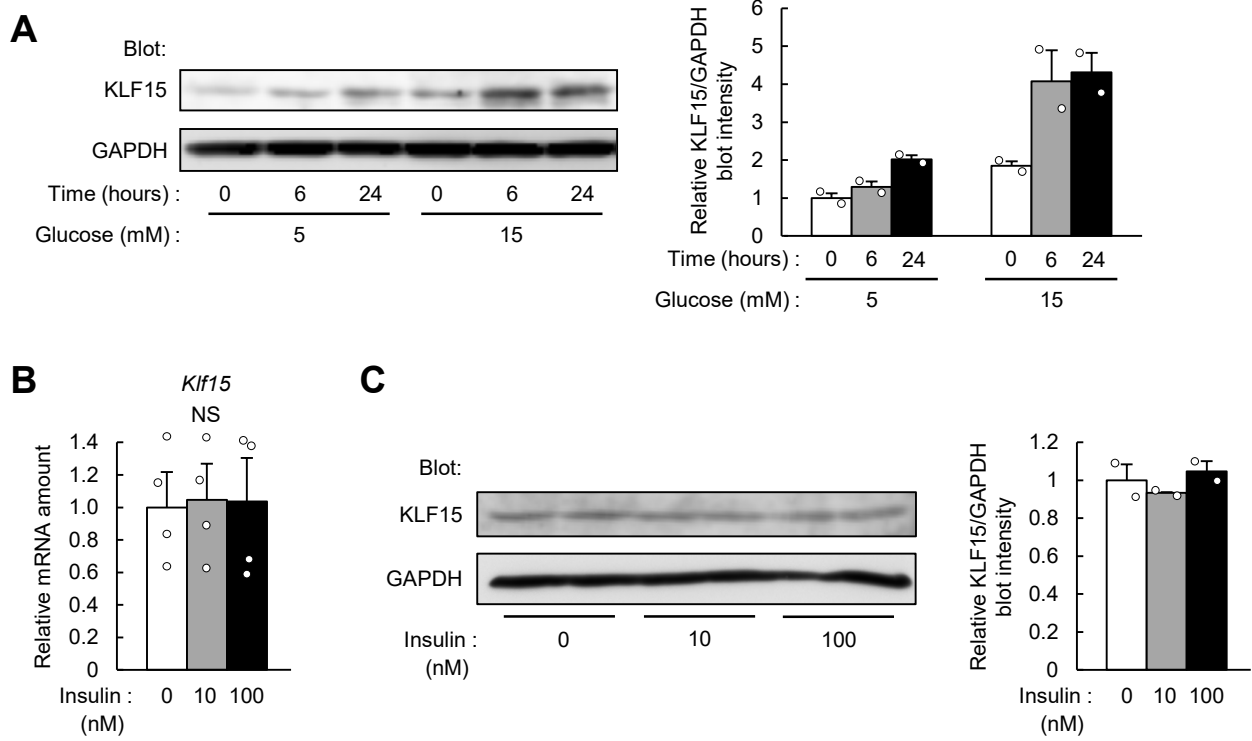 A
Blot:
KLF15
GAPDH
Time (hours) : 0 6 24 0 6 24
Glucose (mM) : 5 15
Relative KLF15/GAPDH
blot intensity
6
5
4
3
2
1
0
Time (hours) : 0 6 24 0 6 24
Glucose (mM) : 5 15
B
Klf15
NS
Relative mRNA amount
1.4
1.2
1.0
0.8
0.6
0.4
0.2
0
Insulin : 0 10 100
(nM)
C
Blot:
KLF15
GAPDH
Insulin : 0 10 100
(nM)
Relative KLF15/GAPDH
blot intensity
1.2
1
0.8
0.6
0.4
0.2
0
Insulin : 0 10 100
(nM)